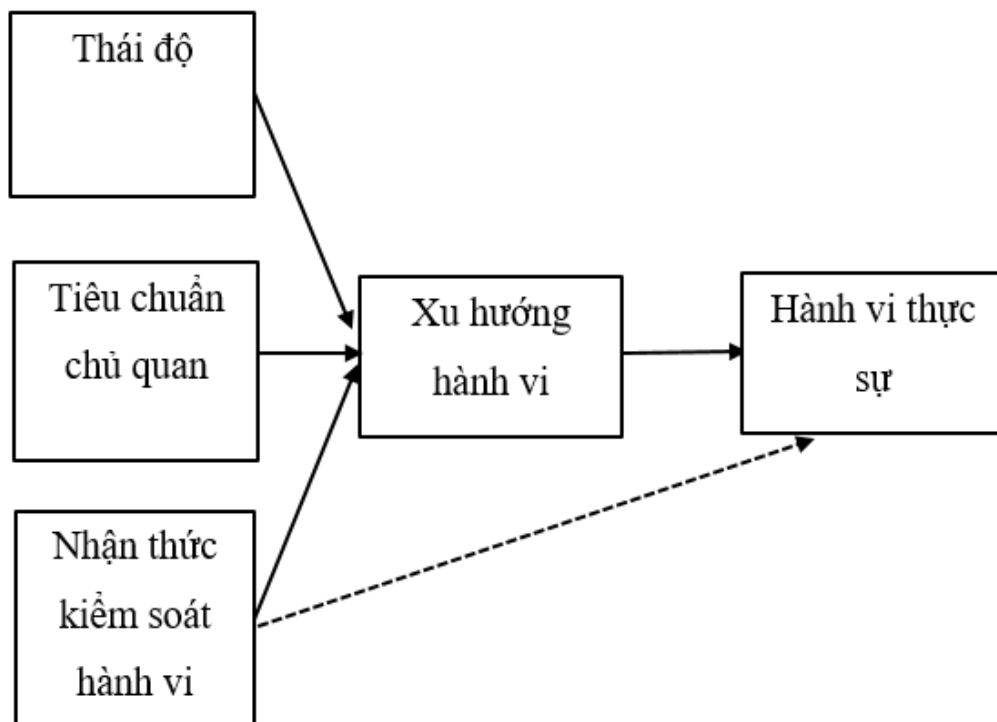 Thái độ
Tiêu chuẩn
chủ quan
Nhận thức
kiểm soát
hành vi
Xu hướng
hành vi
Hành vi thực
sự